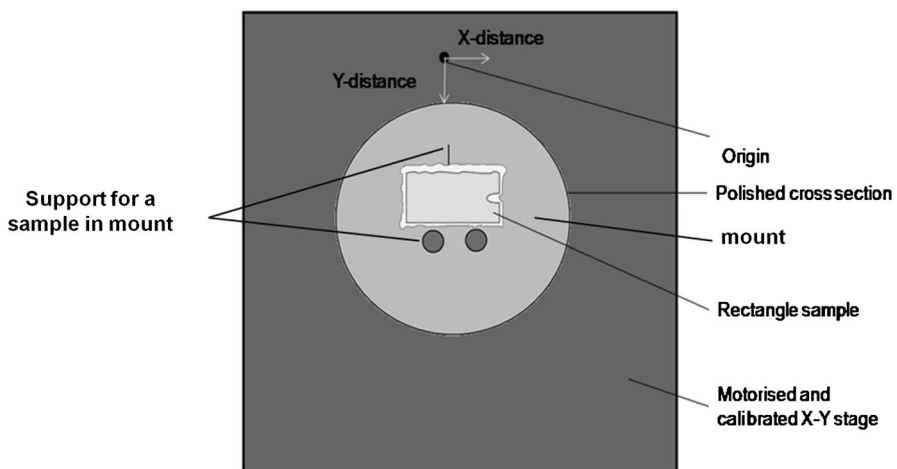 X-distance
Y-distance
Origin
Support for a
sample in mount
Polished cross section
mount
Rectangle sample
Motorised and
calibrated X-Y stage